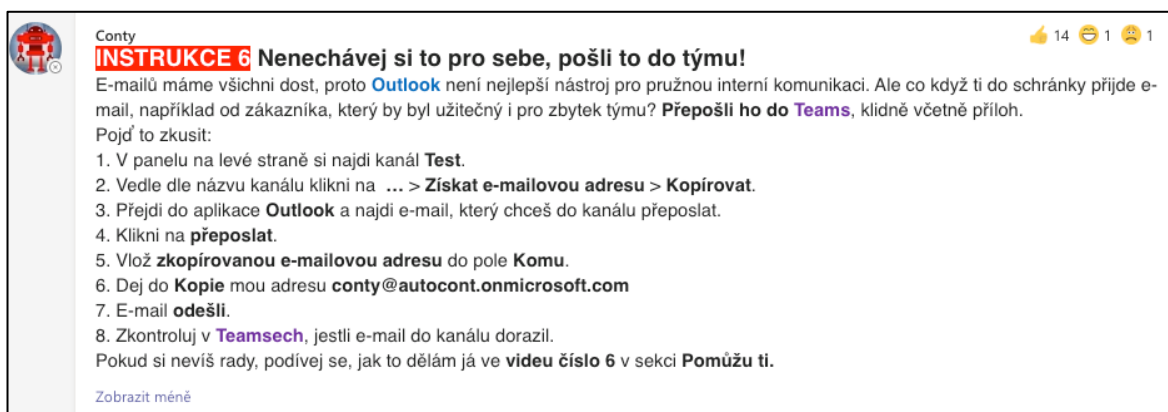 Conty
14 1 1
INSTRUKCE 6 Nenechávej si to pro sebe, pošli to do týmu!
E-mailů máme všichni dost, proto Outlook není nejlepší nástroj pro pružnou interní komunikaci. Ale co když ti do schránky přijde e-
mail, například od zákazníka, který by byl užitečný i pro zbytek týmu? Přepošli ho do Teams, klidně včetně příloh.
Pojď to zkusit:
1. V panelu na levé straně si najdi kanál Test.
2. Vedle dle názvu kanálu klikni na ... > Získat e-mailovou adresu > Kopírovat.
3. Přejdi do aplikace Outlook a najdi e-mail, který chceš do kanálu přeposlat.
4. Klikni na přeposlat.
5. Vlož zkopírovanou e-mailovou adresu do pole Komu.
6. Dej do Kopie mou adresu conty@autocont.onmicrosoft.com
7. E-mail odešli.
8. Zkontroluj v Teamsech, jestli e-mail do kanálu dorazil.
Pokud si nevíš rady, podívej se, jak to dělám já ve videu číslo 6 v sekci Pomůžu ti.
Zobrazit méně